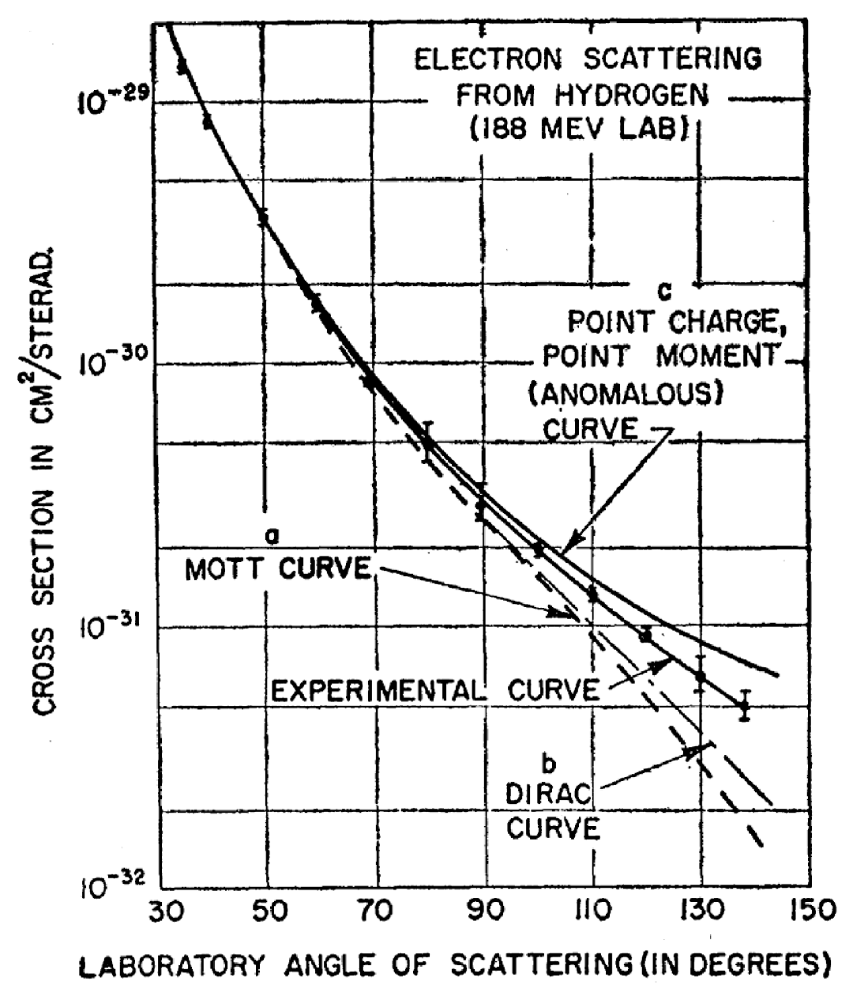 ELECTRON SCATTERING
FROM HYDROGEN
(188 MEV LAB)
10⁻²⁹
c
POINT CHARGE,
POINT MOMENT
(ANOMALOUS)
CURVE
10⁻³⁰
CROSS SECTION IN CM²/STERAD.
a
MOTT CURVE
10⁻³¹
EXPERIMENTAL CURVE
b
DIRAC
CURVE
10⁻³²
30 50 70 90 110 130 150
LABORATORY ANGLE OF SCATTERING (IN DEGREES)